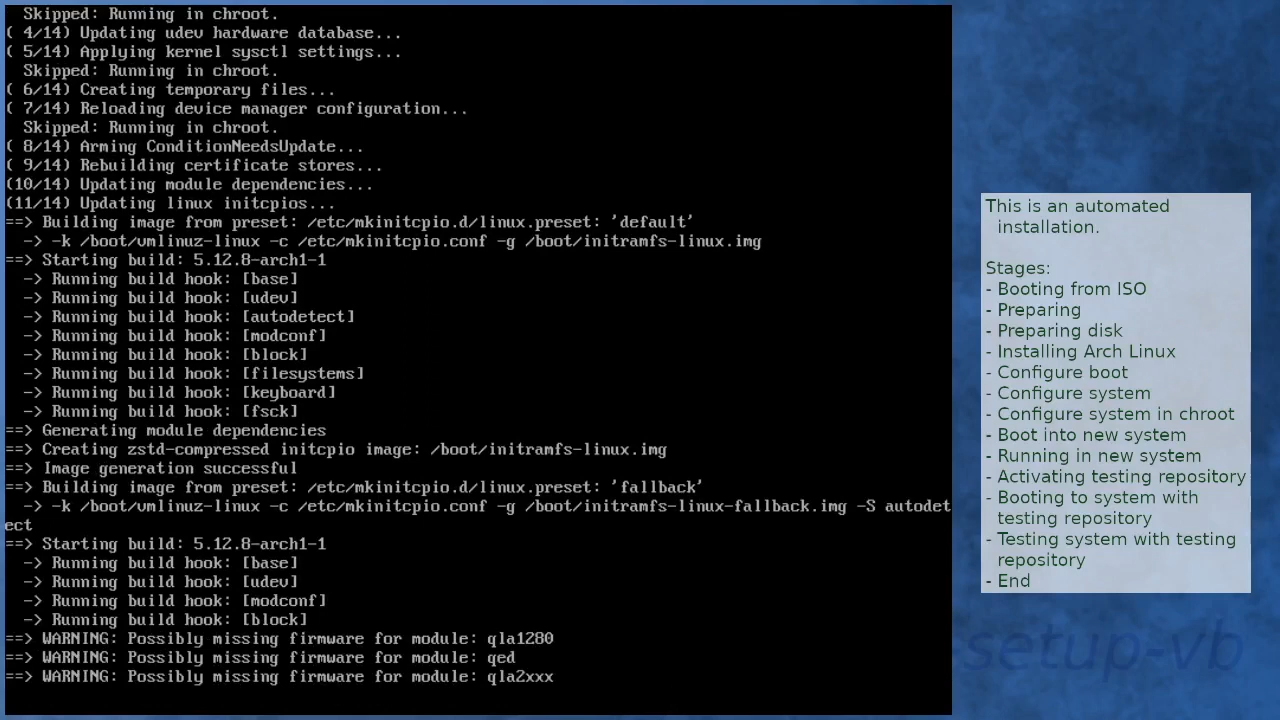 Skipped: Running in chroot.
( 4/14) Updating udev hardware database...
( 5/14) Applying kernel sysctl settings...
  Skipped: Running in chroot.
( 6/14) Creating temporary files...
( 7/14) Reloading device manager configuration...
  Skipped: Running in chroot.
( 8/14) Arming ConditionNeedsUpdate...
( 9/14) Rebuilding certificate stores...
(10/14) Updating module dependencies...
(11/14) Updating linux initcpios...
==> Building image from preset: /etc/mkinitcpio.d/linux.preset: 'default'
  -> -k /boot/vmlinuz-linux -c /etc/mkinitcpio.conf -g /boot/initramfs-linux.img
==> Starting build: 5.12.8-arch1-1
  -> Running build hook: [base]
  -> Running build hook: [udev]
  -> Running build hook: [autodetect]
  -> Running build hook: [modconf]
  -> Running build hook: [block]
  -> Running build hook: [filesystems]
  -> Running build hook: [keyboard]
  -> Running build hook: [fsck]
==> Generating module dependencies
==> Creating zstd-compressed initcpio image: /boot/initramfs-linux.img
==> Image generation successful
==> Building image from preset: /etc/mkinitcpio.d/linux.preset: 'fallback'
  -> -k /boot/vmlinuz-linux -c /etc/mkinitcpio.conf -g /boot/initramfs-linux-fallback.img -S autodet
ect
==> Starting build: 5.12.8-arch1-1
  -> Running build hook: [base]
  -> Running build hook: [udev]
  -> Running build hook: [modconf]
  -> Running build hook: [block]
==> WARNING: Possibly missing firmware for module: qla1280
==> WARNING: Possibly missing firmware for module: qed
==> WARNING: Possibly missing firmware for module: qla2xxx
This is an automated
installation.
Stages:
- Booting from ISO
- Preparing
- Preparing disk
- Installing Arch Linux
- Configure boot
- Configure system
- Configure system in chroot
- Boot into new system
- Running in new system
- Activating testing repository
- Booting to system with
testing repository
- Testing system with testing
repository
- End
setup-vb